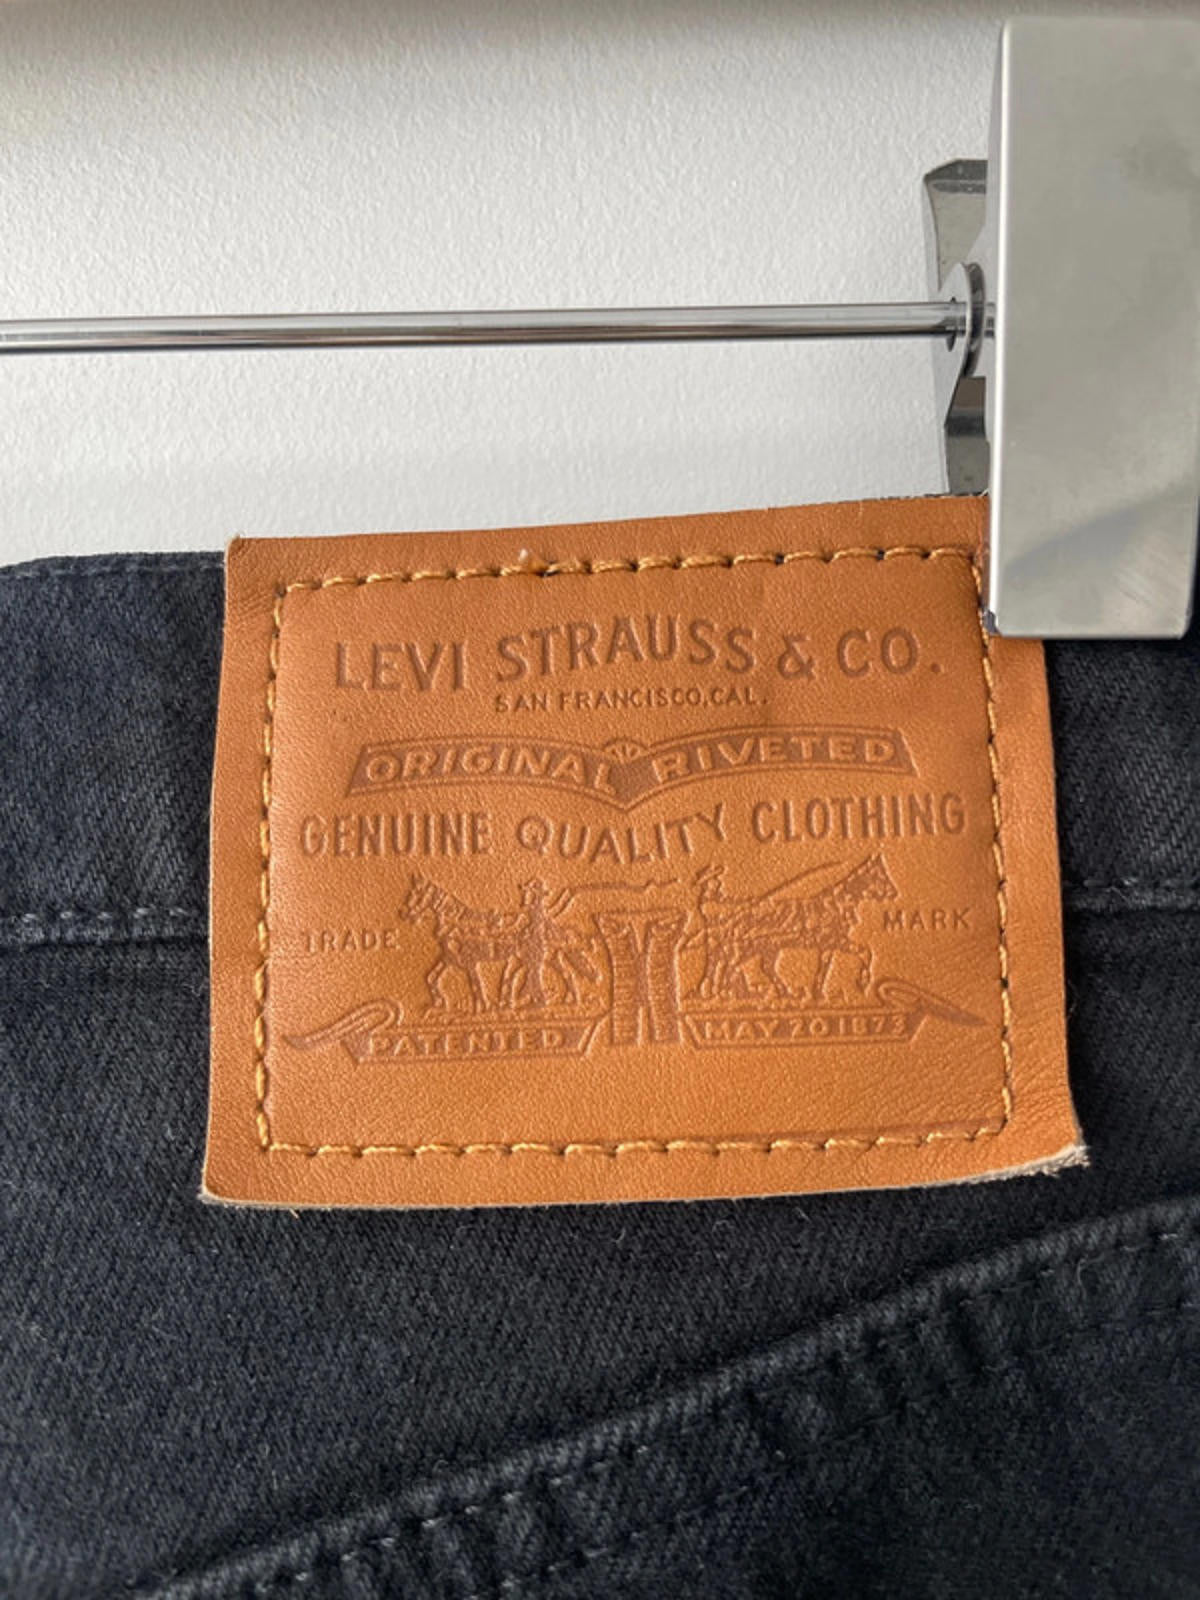 LEVI STRAUSS & CO.
SAN FRANCISCO, CAL.
ORIGINAL RIVETED
GENUINE QUALITY CLOTHING
TRADE MARK
PATENTED MAY 20 1873